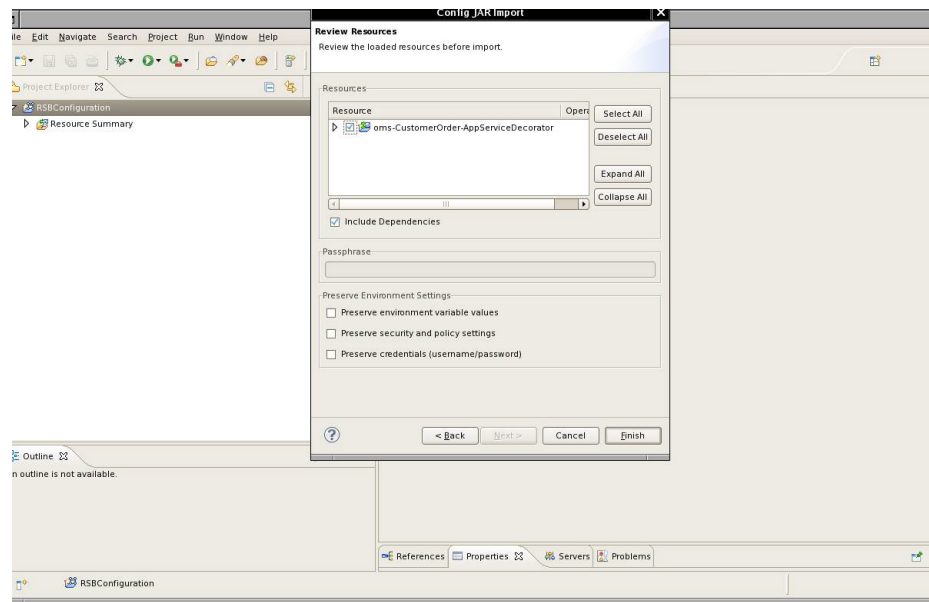 Config JAR Import
ile Edit Navigate Search Project Run Window Help
Review Resources
Review the loaded resources before import.
Project Explorer
RSBConfiguration
Resource Summary
Resources
Resource Opera
oms-CustomerOrder-AppServiceDecorator
Select All
Deselect All
Expand All
Collapse All
Include Dependencies
Passphrase
Preserve Environment Settings
Preserve environment variable values
Preserve security and policy settings
Preserve credentials (username/password)
< Back Next > Cancel Finish
Outline
n outline is not available.
References Properties Servers Problems
RSBConfiguration